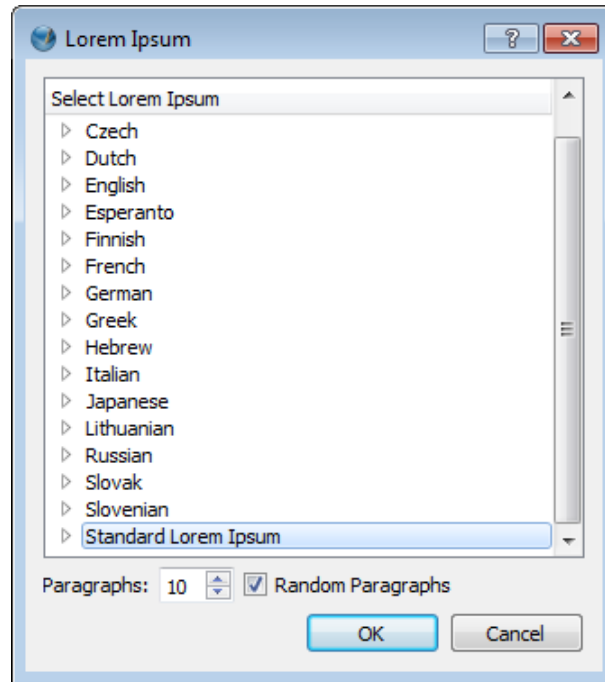 Lorem Ipsum
Select Lorem Ipsum
Czech
Dutch
English
Esperanto
Finnish
French
German
Greek
Hebrew
Italian
Japanese
Lithuanian
Russian
Slovak
Slovenian
Standard Lorem Ipsum
Paragraphs: 10 Random Paragraphs
OK Cancel